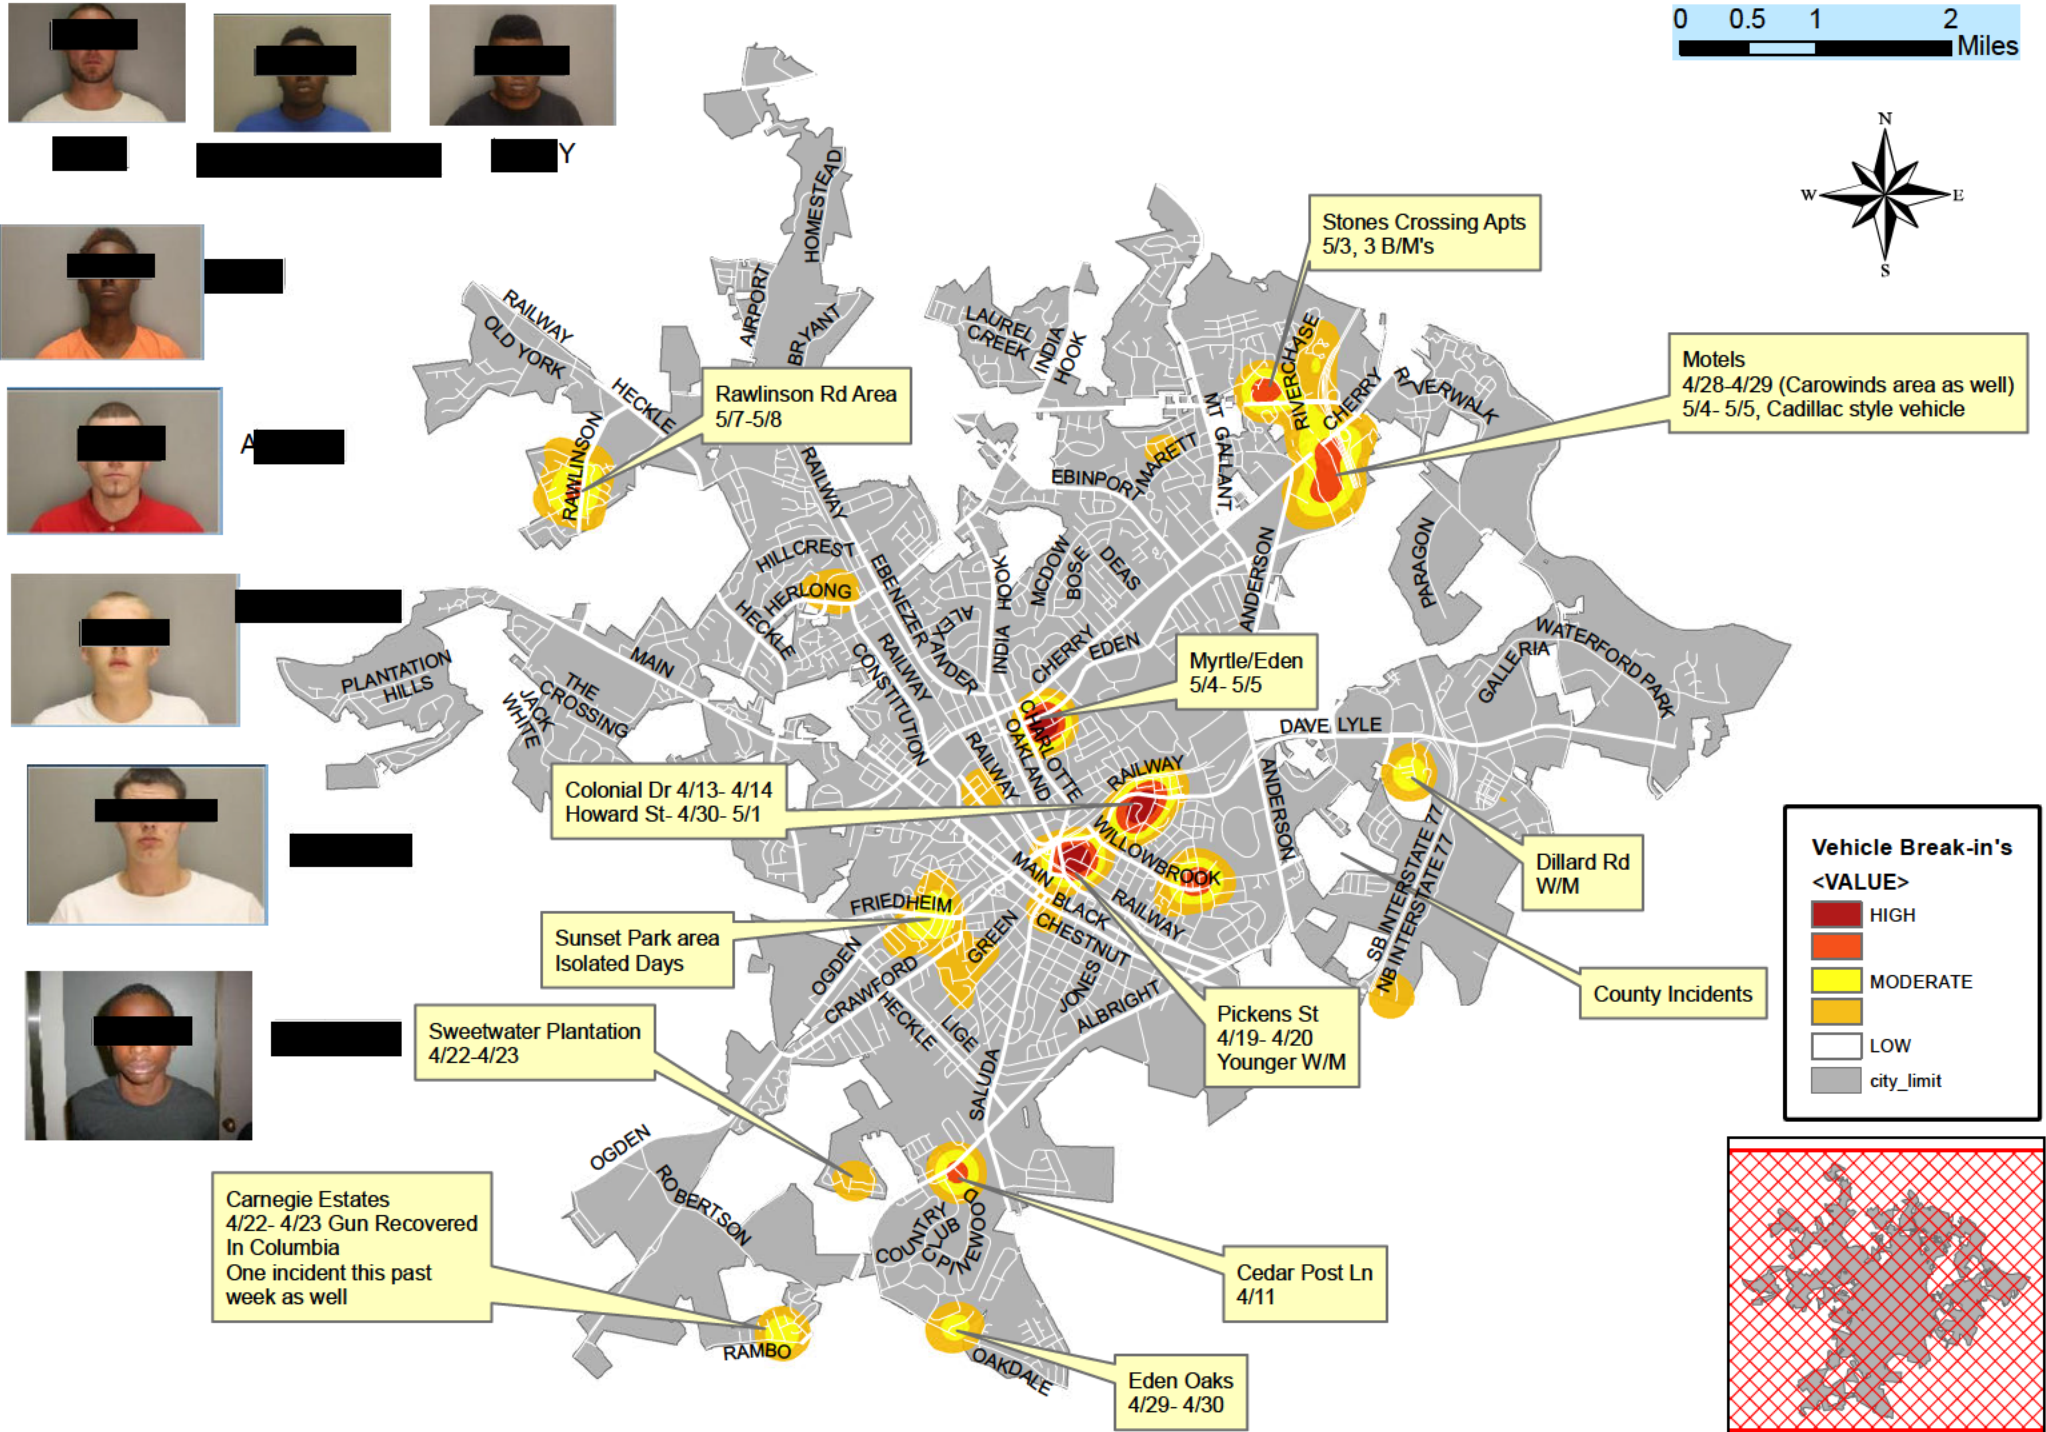 0 0.5 1 2
Miles
N
W E
S
Y
A
HOMESTEAD
AIRPORT
BRYANT
RAILWAY
OLD YORK
HECKLE
RAWLINSON
Rawlinson Rd Area
5/7-5/8
LAUREL
CREEK
INDIA
HOOK
Stones Crossing Apts
5/3, 3 B/M's
RIVERCHASE
CHERRY
RIVERWALK
Motels
4/28-4/29 (Carowinds area as well)
5/4- 5/5, Cadillac style vehicle
MT GALLANT
MARETT
EBINPORT
RAILWAY
HILLCREST
HERLONG
HECKLE
EBENEZER
ALEXANDER
INDIA HOOK
MCDOW
BOSE
DEAS
ANDERSON
PARAGON
CHERRY
EDEN
RAILWAY
CONSTITUTION
MAIN
PLANTATION
HILLS
THE
CROSSING
JACK
WHITE
Myrtle/Eden
5/4- 5/5
WATERFORD PARK
GALLERIA
DAVE LYLE
CHARLOTTE
OAKLAND
RAILWAY
RAILWAY
ANDERSON
Colonial Dr 4/13- 4/14
Howard St- 4/30- 5/1
WILLOWBROOK
MAIN
BLACK
RAILWAY
CHESTNUT
SB INTERSTATE 77
NB INTERSTATE 77
Dillard Rd
W/M
County Incidents
FRIEDHEIM
Sunset Park area
Isolated Days
GREEN
OGDEN
CRAWFORD
HECKLE
LIGE
JONES
ALBRIGHT
SALUDA
Pickens St
4/19- 4/20
Younger W/M
Sweetwater Plantation
4/22-4/23
OGDEN
ROBERTSON
COUNTRY
CLUB
PINEWOOD
Carnegie Estates
4/22- 4/23 Gun Recovered
In Columbia
One incident this past
week as well
RAMBO
Cedar Post Ln
4/11
OAKDALE
Eden Oaks
4/29- 4/30
Vehicle Break-in's
<VALUE>
HIGH
MODERATE
LOW
city_limit